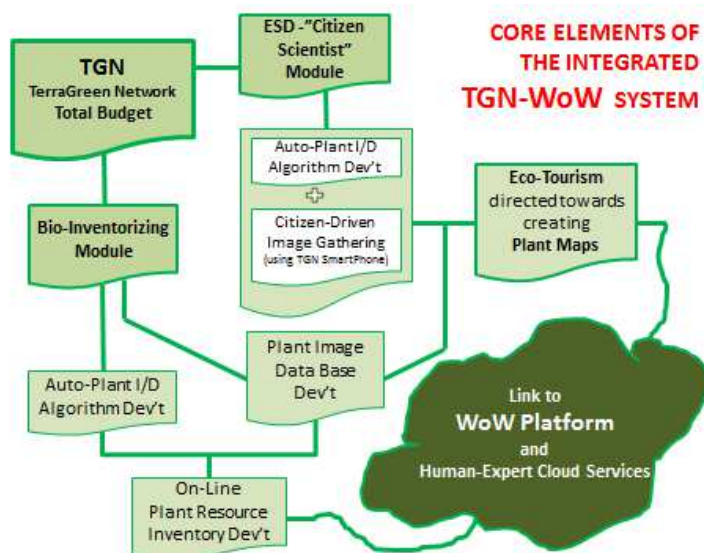 CORE ELEMENTS OF
THE INTEGRATED
TGN-WoW SYSTEM
TGN
TerraGreen Network
Total Budget
ESD -"Citizen
Scientist"
Module
Auto-Plant I/D
Algorithm Dev't
Citizen-Driven
Image Gathering
(using TGN SmartPhone)
Eco-Tourism
directed towards
creating
Plant Maps
Bio-Inventorizing
Module
Auto-Plant I/D
Algorithm Dev't
Plant Image
Data Base
Dev't
On-Line
Plant Resource
Inventory Dev't
Link to
WoW Platform
and
Human-Expert Cloud Services